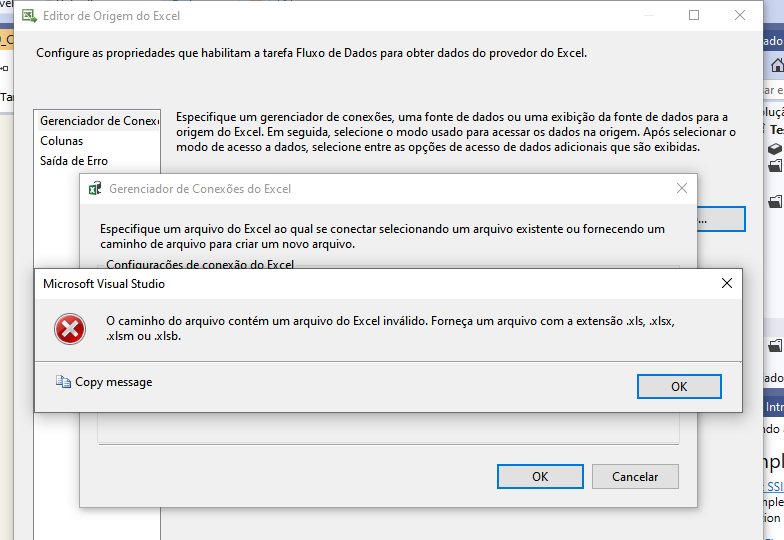 Editor de Origem do Excel
Configure as propriedades que habilitam a tarefa Fluxo de Dados para obter dados do provedor do Excel.
Gerenciador de Conex
Colunas
Saída de Erro
Especifique um gerenciador de conexões, uma fonte de dados ou uma exibição da fonte de dados para a
origem do Excel. Em seguida, selecione o modo usado para acessar os dados na origem. Após selecionar o
modo de acesso a dados, selecione entre as opções de acesso de dados adicionais que são exibidas.
Gerenciador de Conexões do Excel
Especifique um arquivo do Excel ao qual se conectar selecionando um arquivo existente ou fornecendo um
caminho de arquivo para criar um novo arquivo.
Configurações de conexão do Excel
Microsoft Visual Studio
O caminho do arquivo contém um arquivo do Excel inválido. Forneça um arquivo com a extensão .xls, .xlsx,
.xlsm ou .xlsb.
Copy message
OK
OK
Cancelar